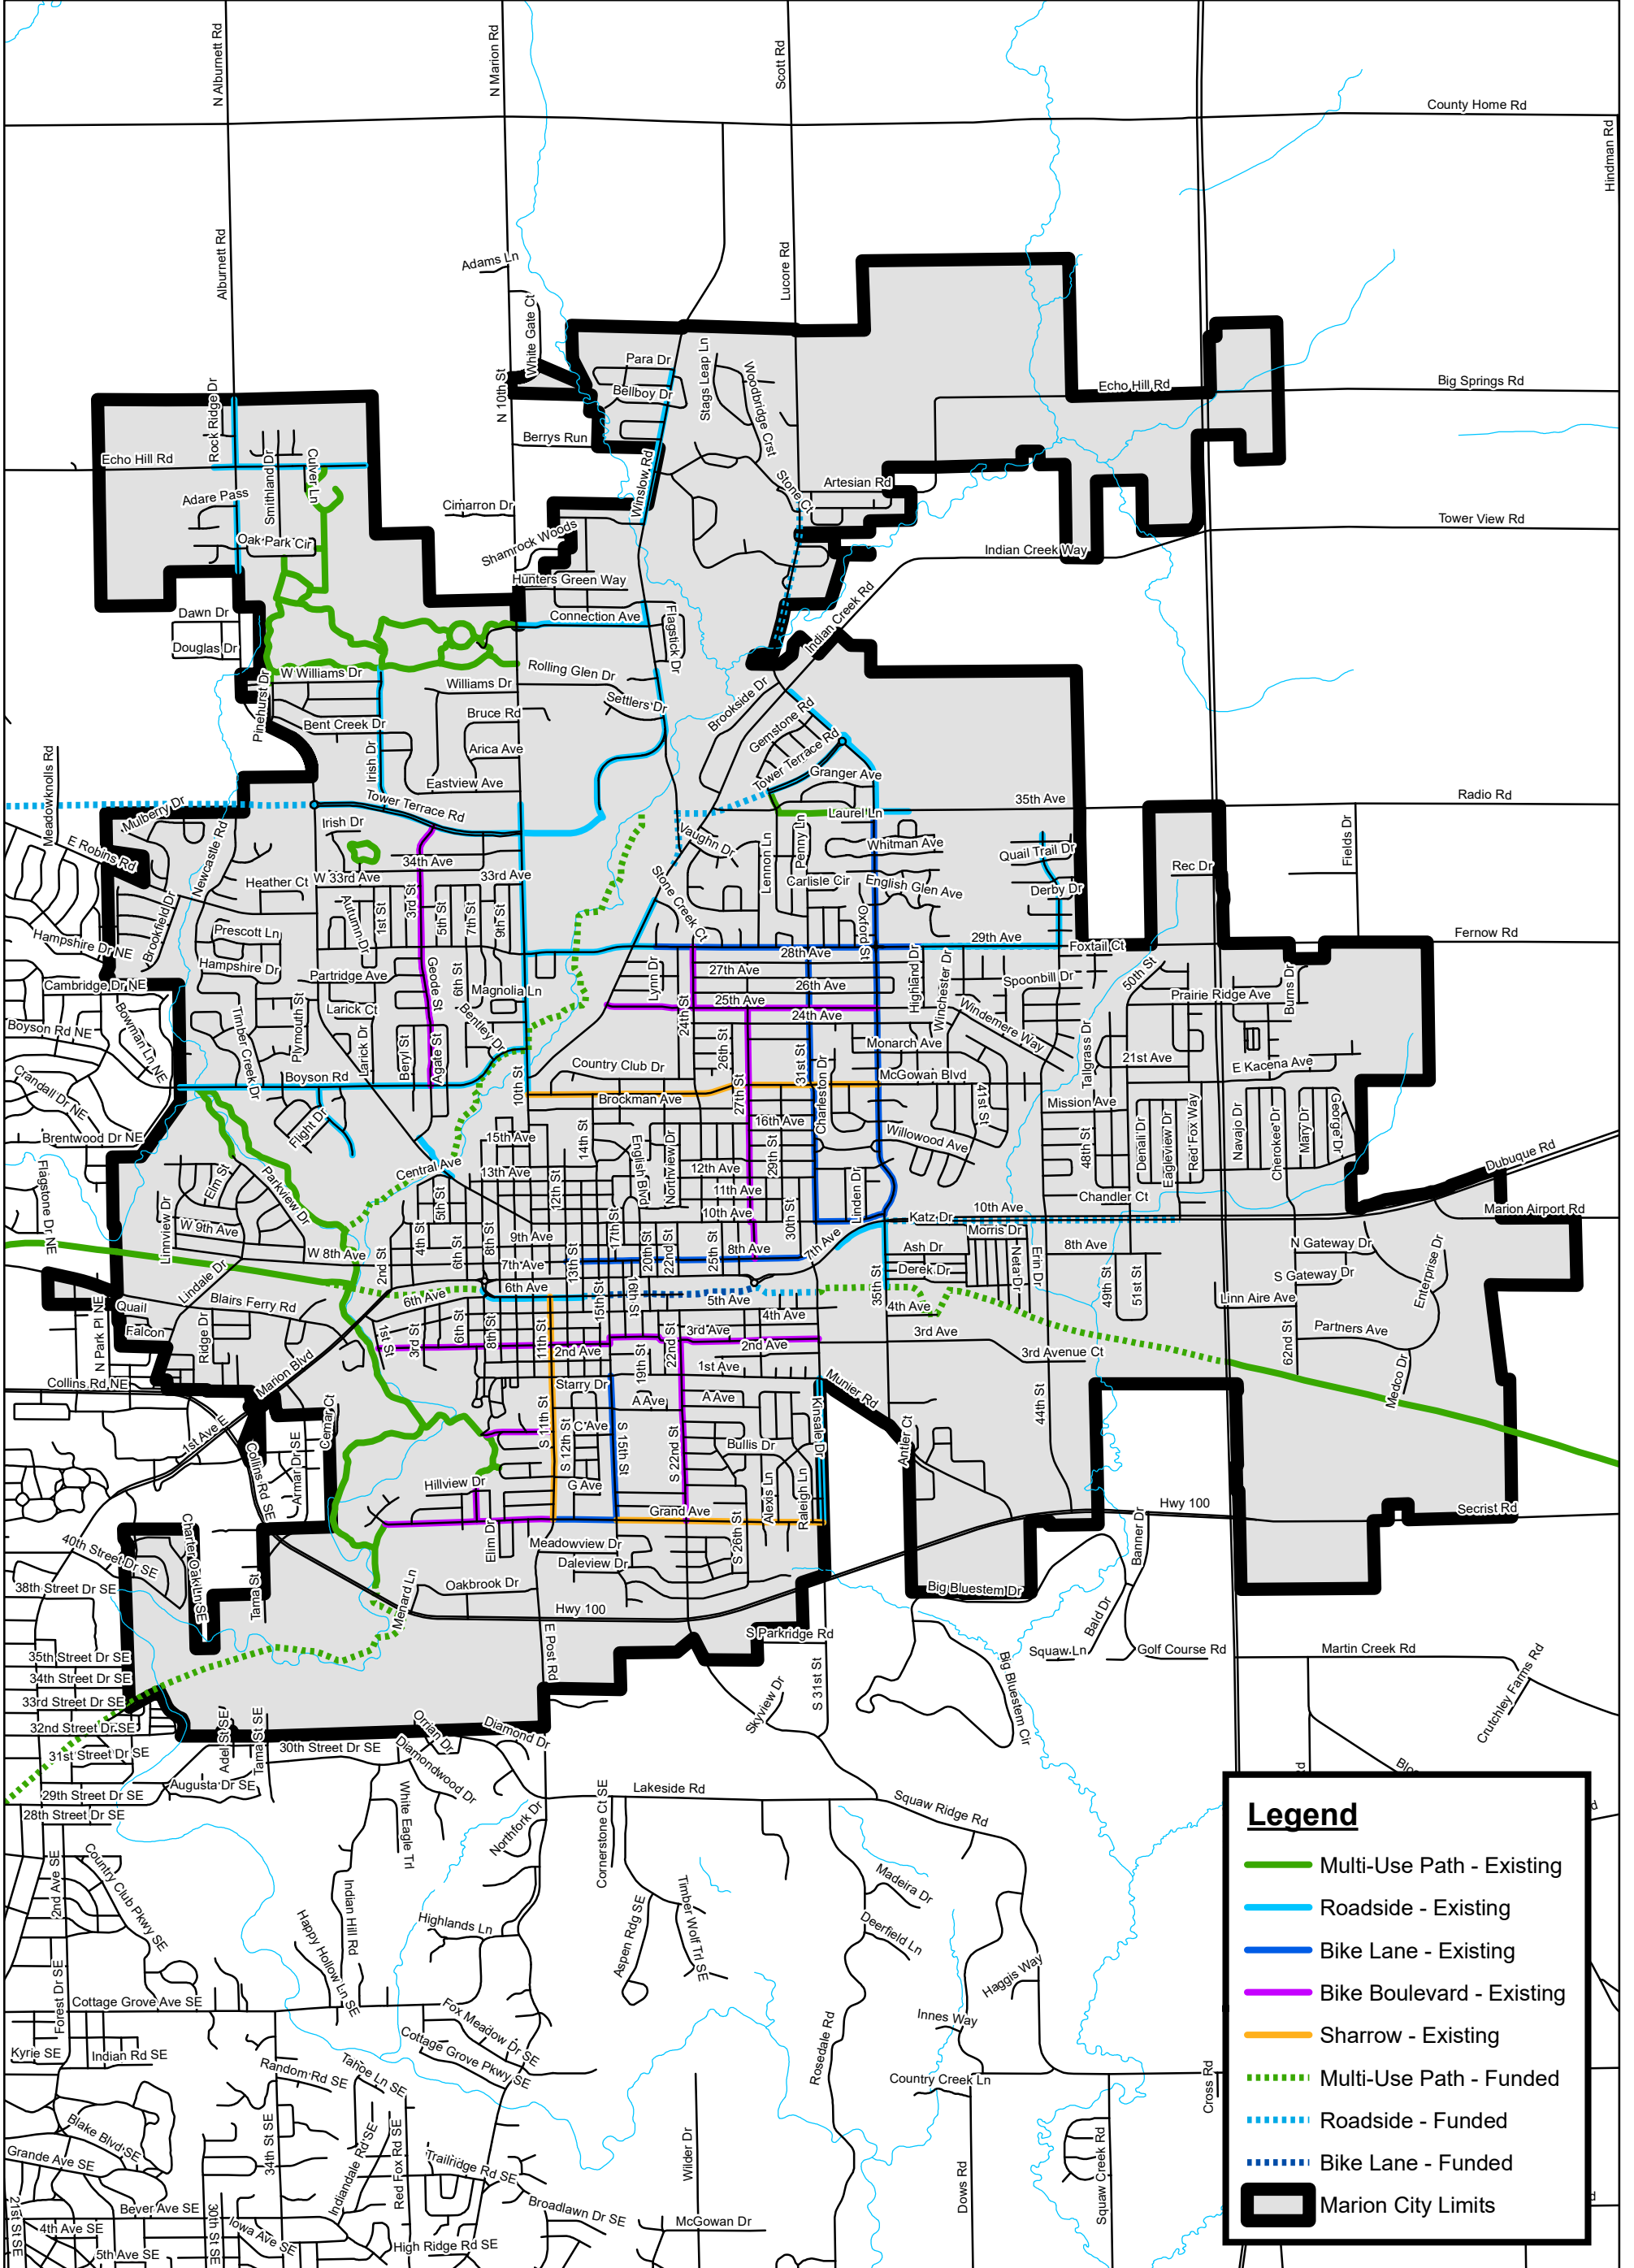 N Alburnett Rd
N Marion Rd
Scott Rd
County Home Rd
Hindman Rd
Alburnett Rd
Adams Ln
Lucore Rd
White Gate Ct
Para Dr
Stags Leap Ln
Woodbridge Crst
Bellboy Dr
Rock Ridge Dr
N 10th St
Echo Hill Rd
Big Springs Rd
Berrys Run
Echo Hill Rd
Smithland Dr
Culver Ln
Winslow Rd
Stone Ct
Artesian Rd
Adare Pass
Cimarron Dr
Tower View Rd
Oak Park Cir
Shamrock Woods
Indian Creek Way
Hunters Green Way
Dawn Dr
Connection Ave
Flagstick Dr
Indian Creek Rd
Douglas Dr
W Williams Dr
Rolling Glen Dr
Williams Dr
Settlers Dr
Brookside Dr
Pinehurst Dr
Bent Creek Dr
Bruce Rd
Gemstone Rd
Meadowknolls Rd
Irish Dr
Arica Ave
Tower Terrace Rd
Granger Ave
Eastview Ave
Tower Terrace Rd
35th Ave
Radio Rd
Mulberry Dr
Irish Dr
Laurel Ln
Vaughn Dr
Whitman Ave
Quail Trail Dr
Fields Dr
E Robins Rd
Newcastle Rd
34th Ave
Lennon Ln
Penny Ln
Rec Dr
Heather Ct
W 33rd Ave
33rd Ave
Stone Creek Ct
Carlisle Cir
English Glen Ave
Derby Dr
Brookfield Dr
Autumn Dr
1st St
3rd St
5th St
7th St
9th St
Oxford St
Hampshire Dr NE
Prescott Ln
29th Ave
Foxtail Ct
Fernow Rd
28th Ave
Hampshire Dr
Partridge Ave
Geode St
6th St
Lynn Dr
27th Ave
Highland Dr
Winchester Dr
Spoonbill Dr
50th St
Burns Dr
Cambridge Dr NE
Magnolia Ln
26th Ave
Prairie Ridge Ave
Bowman Ln NE
Larick Ct
Bentley Dr
24th St
25th Ave
24th Ave
Windemere Way
Boyson Rd NE
Timber Creek Dr
Plymouth St
Larick Dr
Beryl St
Agate St
26th St
31st St
Charleston Dr
Monarch Ave
Tailgrass Dr
21st Ave
E Kacena Ave
Crandall Dr NE
Boyson Rd
Country Club Dr
10th St
27th St
McGowan Blvd
41st St
Brockman Ave
Mission Ave
Flight Dr
14th St
English Blvd
Northview Dr
16th Ave
29th St
Willowood Ave
48th St
Denali Dr
Eagleview Dr
Red Fox Way
Navajo Dr
Cherokee Dr
Mary Dr
George Dr
Brentwood Dr NE
15th Ave
Flagstone Dr NE
Elm St
Parkview Dr
Central Ave
13th Ave
12th Ave
Dubuque Rd
Linnview Dr
5th St
12th St
11th Ave
30th St
Linden Dr
Chandler Ct
W 9th Ave
10th Ave
Katz Dr
10th Ave
Marion Airport Rd
4th St
8th St
9th Ave
17th St
Morris Dr
W 8th Ave
2nd St
6th St
7th Ave
13th St
20th St
22nd St
25th St
8th Ave
7th Ave
Ash Dr
8th Ave
N Gateway Dr
Lindale Dr
Derek Dr
Neta Dr
Erin Dr
S Gateway Dr
Enterprise Dr
N Park Pl NE
Quail
Blairs Ferry Rd
6th Ave
6th Ave
15th St
16th St
5th Ave
36th St
4th Ave
49th St
51st St
Linn Aire Ave
Falcon
Ridge Dr
1st St
3rd St
6th St
8th St
11th St
4th Ave
3rd Ave
2nd Ave
2nd Ave
3rd Ave
3rd Avenue Ct
62nd St
Partners Ave
Collins Rd NE
Marion Blvd
19th St
22nd St
1st Ave
Starry Dr
Munier Rd
Medco Dr
1st Ave E
Cemar Ct
A Ave
A Ave
Kinsale Dr
44th St
Antler Ct
Collins Rd SE
Armar Dr SE
C Ave
S 11th St
S 12th St
S 15th St
S 22nd St
Bullis Dr
Hillview Dr
G Ave
Alexis Ln
Raleigh Ln
Hwy 100
Grand Ave
Secrist Rd
40th Street Dr SE
Charter Oak Ln SE
Elim Dr
Meadowview Dr
S 26th St
Banner Dr
Daleview Dr
38th Street Dr SE
Tama St
Menard Ln
Oakbrook Dr
Big Bluestem Dr
Hwy 100
Bald Dr
S Parkridge Rd
35th Street Dr SE
E Post Rd
Squaw Ln
Golf Course Rd
Martin Creek Rd
34th Street Dr SE
Skyview Dr
S 31st St
Big Bluestem Cir
Crutchley Farms Rd
33rd Street Dr SE
32nd Street Dr SE
Adel St SE
Tama St SE
Orrian Dr
Diamond Dr
31st Street Dr SE
30th Street Dr SE
Diamondwood Dr
29th Street Dr SE
Augusta Dr SE
28th Street Dr SE
White Eagle Trl
Northfork Dr
Cornerstone Ct SE
Lakeside Rd
Squaw Ridge Rd
2nd Ave SE
Country Club Pkwy SE
Indian Hill Rd
Happy Hollow Ln SE
Highlands Ln
Aspen Rdg SE
Timber Wolf Trl SE
Madeira Dr
Deerfield Ln
Forest Dr SE
Cottage Grove Ave SE
Haggis Way
Fox Meadow Dr SE
Innes Way
Kyrie SE
Indian Rd SE
Cottage Grove Pkwy SE
Random Rd SE
Tahoe Ln SE
Rosedale Rd
Country Creek Ln
Cross Rd
Blake Blvd SE
34th St SE
Indiandale Rd SE
Red Fox Rd SE
Trailridge Rd SE
Wilder Dr
Dows Rd
Squaw Creek Rd
Grande Ave SE
Bever Ave SE
Broadlawn Dr SE
McGowan Dr
21st St SE
4th Ave SE
30th St SE
Iowa Ave SE
5th Ave SE
High Ridge Rd SE
Legend
Multi-Use Path - Existing
Roadside - Existing
Bike Lane - Existing
Bike Boulevard - Existing
Sharrow - Existing
Multi-Use Path - Funded
Roadside - Funded
Bike Lane - Funded
Marion City Limits